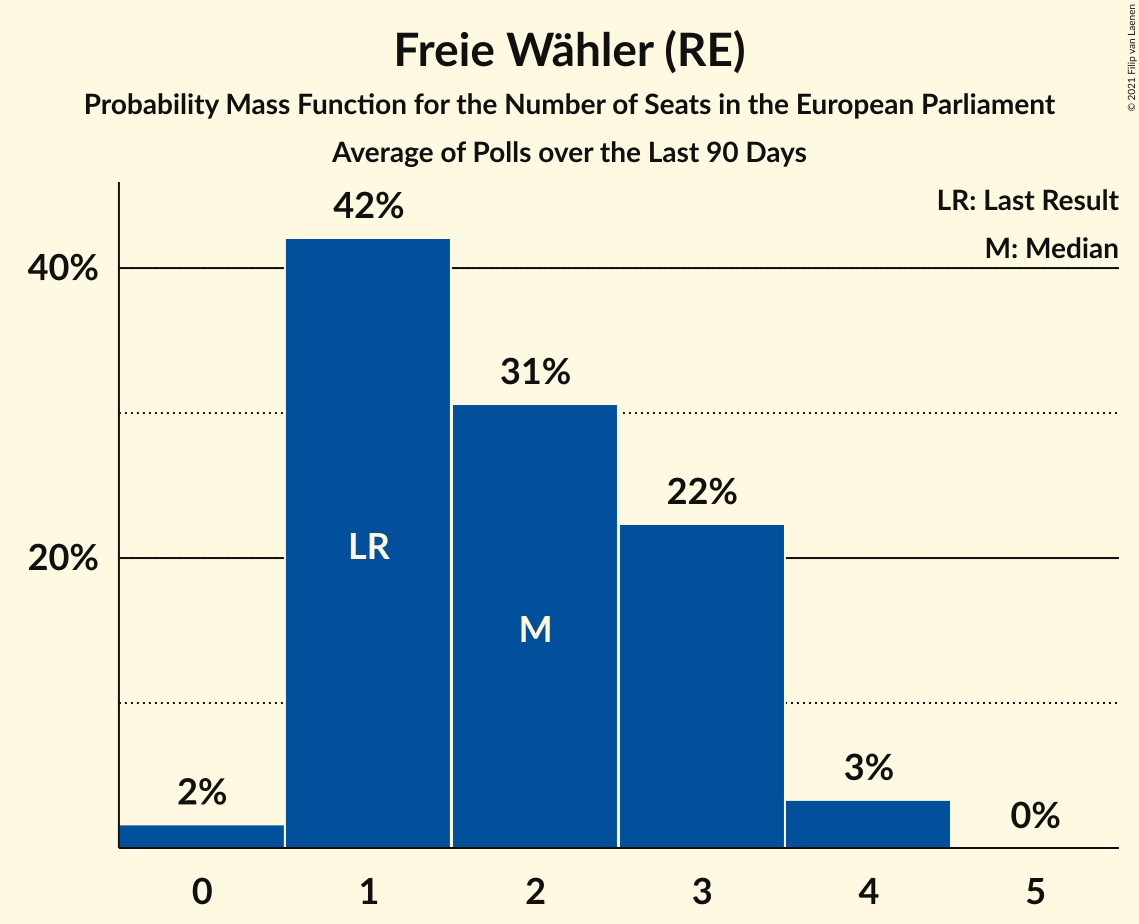 Freie Wähler (RE)
Probability Mass Function for the Number of Seats in the European Parliament
Average of Polls over the Last 90 Days
© 2021 Filip van Laenen
LR: Last Result
M: Median
42%
40%
31%
22%
LR
20%
M
3%
2%
0%
0 1 2 3 4 5